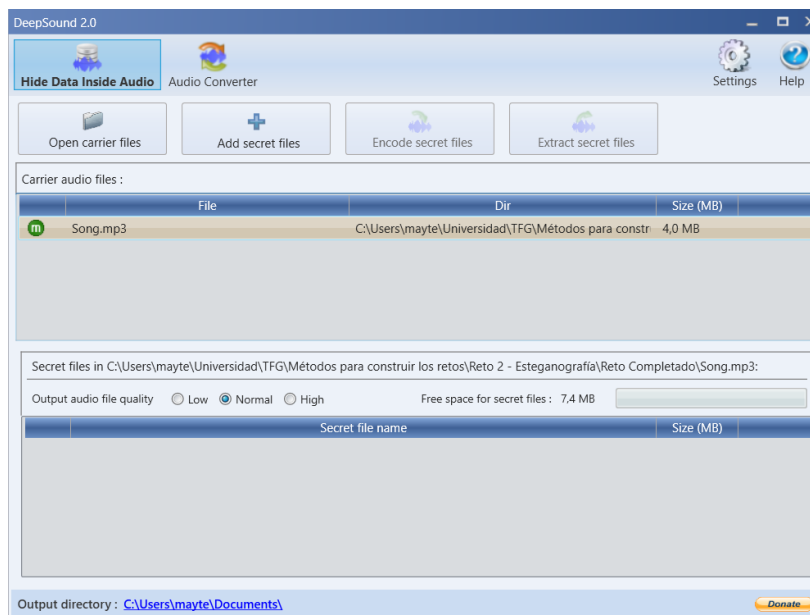 DeepSound 2.0
Hide Data Inside Audio Audio Converter Settings Help
Open carrier files Add secret files Encode secret files Extract secret files
Carrier audio files :
File Dir Size (MB)
m Song.mp3 C:\Users\mayte\Universidad\TFG\Métodos para constr 4,0 MB
Secret files in C:\Users\mayte\Universidad\TFG\Métodos para construir los retos\Reto 2 - Esteganografía\Reto Completado\Song.mp3:
Output audio file quality Low Normal High Free space for secret files : 7,4 MB
Secret file name Size (MB)
Output directory : C:\Users\mayte\Documents\ Donate